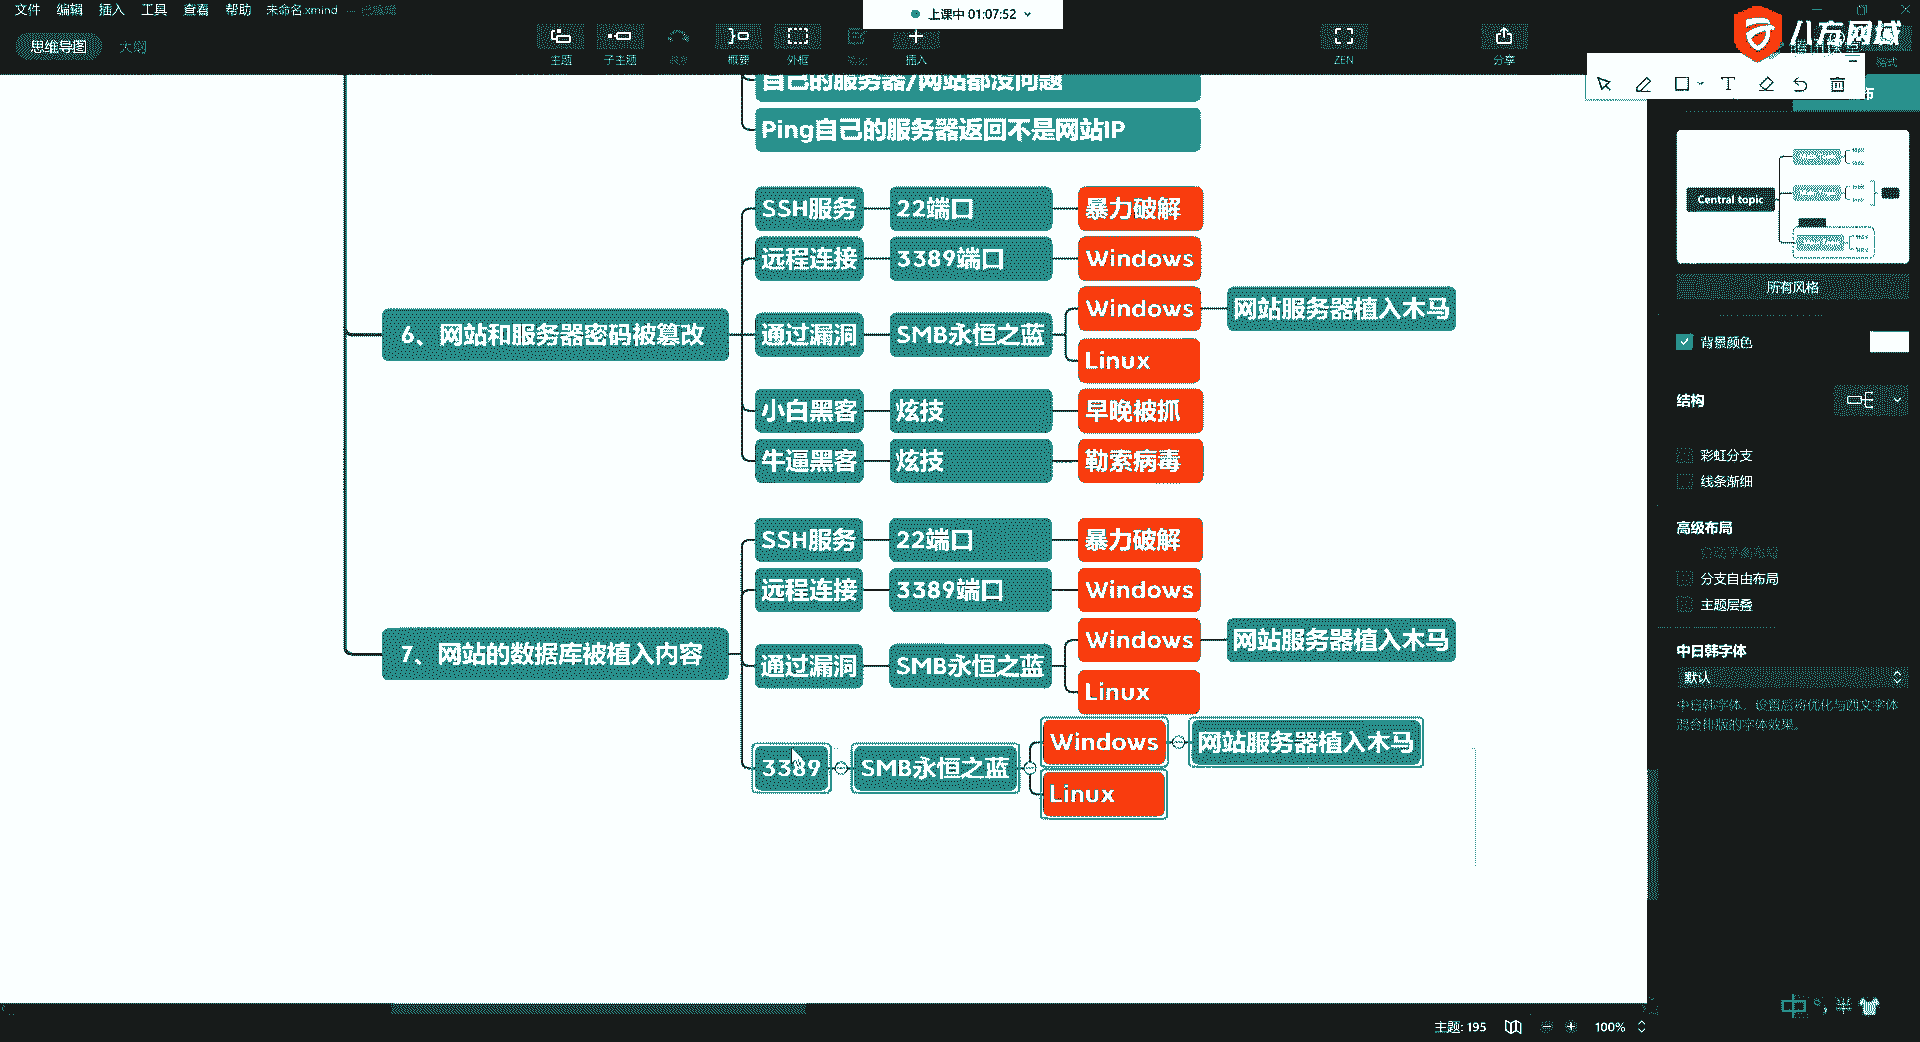 文件 编辑 插入 工具 查看 帮助 未命名.xmind
上课中 01:07:52
八方网域
思维导图 大纲
主题 子主题 概要 外框 插入 ZEN 分享 格式
自己的服务器/网站都没问题
Ping自己的服务器返回不是网站IP
6、网站和服务器密码被篡改
SSH服务 22端口 暴力破解
远程连接 3389端口 Windows
通过漏洞 SMB永恒之蓝 Windows 网站服务器植入木马
Linux
小白黑客 炫技 早晚被抓
牛逼黑客 炫技 勒索病毒
7、网站的数据库被植入内容
SSH服务 22端口 暴力破解
远程连接 3389端口 Windows
通过漏洞 SMB永恒之蓝 Windows 网站服务器植入木马
Linux
3389 SMB永恒之蓝 Windows 网站服务器植入木马
Linux
Central topic
所有风格
背景颜色
结构
彩虹分支
线条渐细
高级布局
分支自由布局
主题层叠
中日韩字体
默认
中日韩字体，设置后将优化与西文字体
混合排版的字体效果。
中
主题: 195 100%